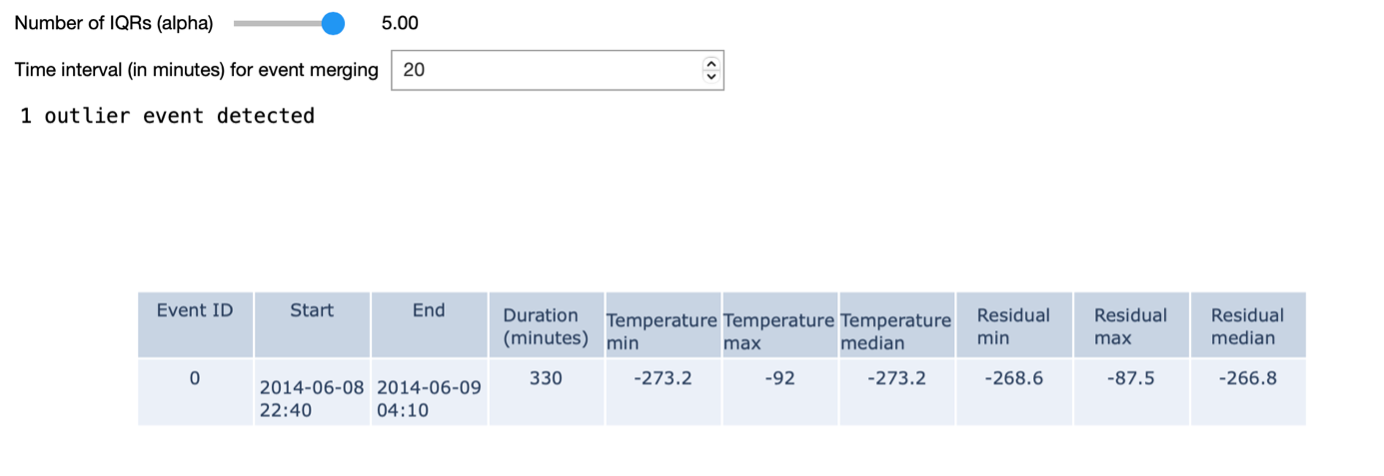 Number of IQRs (alpha) 5.00
Time interval (in minutes) for event merging 20
1 outlier event detected
Event ID Start End Duration (minutes) Temperature min Temperature max Temperature median Residual min Residual max Residual median
0 2014-06-08 22:40 2014-06-09 04:10 330 -273.2 -92 -273.2 -268.6 -87.5 -266.8